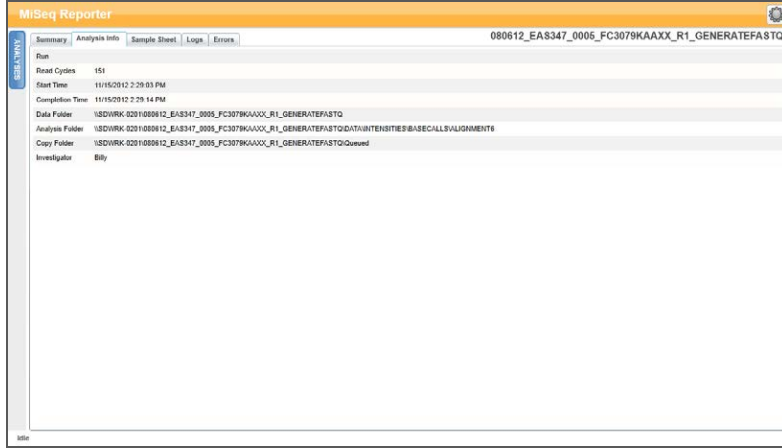 MiSeq Reporter
ANALYSES
Summary Analysis Info Sample Sheet Logs Errors 080612_EAS347_0005_FC3079KAAXX_R1_GENERATEFASTQ
Run
Read Cycles 151
Start Time 11/15/2012 2:29:03 PM
Completion Time 11/15/2012 2:29:14 PM
Data Folder \\SDWRK-0201\080612_EAS347_0005_FC3079KAAXX_R1_GENERATEFASTQ
Analysis Folder \\SDWRK-0201\080612_EAS347_0005_FC3079KAAXX_R1_GENERATEFASTQ\DATA\INTENSITIES\BASECALLS\ALIGNMENT6
Copy Folder \\SDWRK-0201\080612_EAS347_0005_FC3079KAAXX_R1_GENERATEFASTQ\Queued
Investigator Billy
Idle